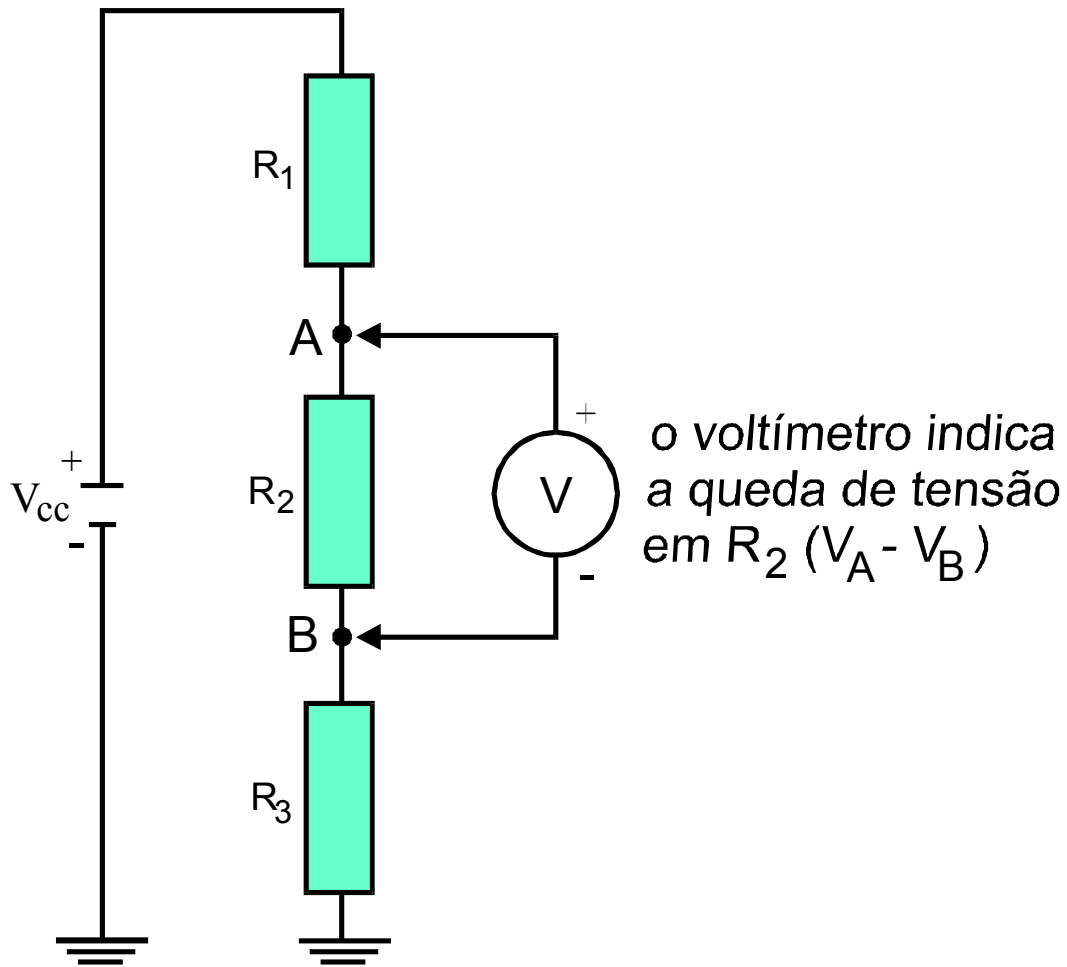 R1
A
+
+
o voltímetro indica
a queda de tensão
em R2 (VA - VB)
Vcc
R2
V
-
-
B
R3